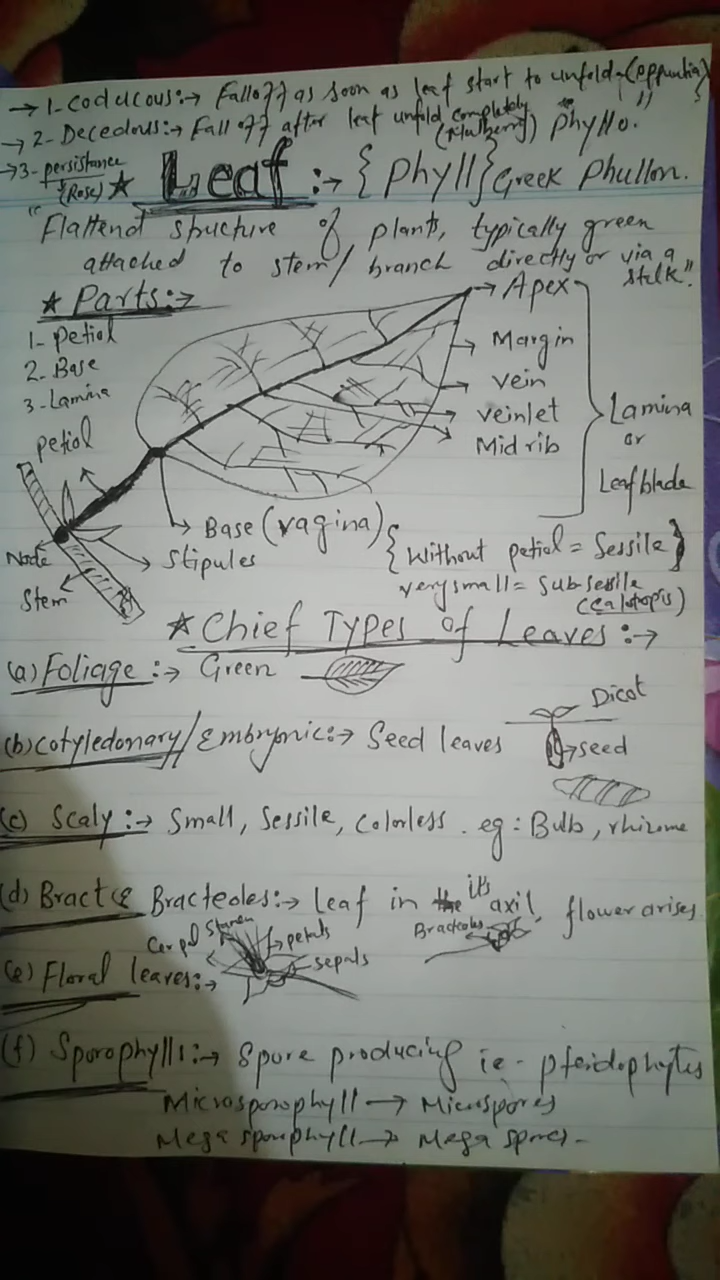 → 1- Coducous:→ Fall off as soon as leaf start to unfold-(oppuntia)
→ 2- Decedous:→ Fall off after leaf unfold completely (Mulberry) "Phyllo."
→3- persistance (Rose)
★ Leaf :→ {Phyll} Greek Phullon.
"Flattend structure of plants, typically green
attached to stem/branch directly or via a stalk".
★ Parts:→
1- petiol
2- Base
3- Lamina
petiol
Apex
Margin
vein
veinlet
Mid rib
Lamina
or
Leaf blade
Base (vagina)
Stipules
Node
Stem
{Without petiol = Sessile}
very small = Sub-sessile
(calotopis)
★ Chief Types of Leaves:→
(a) Foliage:→ Green
(b) Cotyledonary/Embryonic:→ Seed leaves
Dicot
seed
(c) Scaly:→ Small, Sessile, Colorless. eg: Bulb, rhizome
(d) Bract & Bracteoles:→ Leaf in its axil, flower arises
Bracteoles
(e) Floral leaves:→
Carpel
Stamen
petals
sepals
(f) Sporophylls:→ Spore producing ie- pteidophytes
Microsporophyll → Microspores
Mega sporophyll → Mega spores-